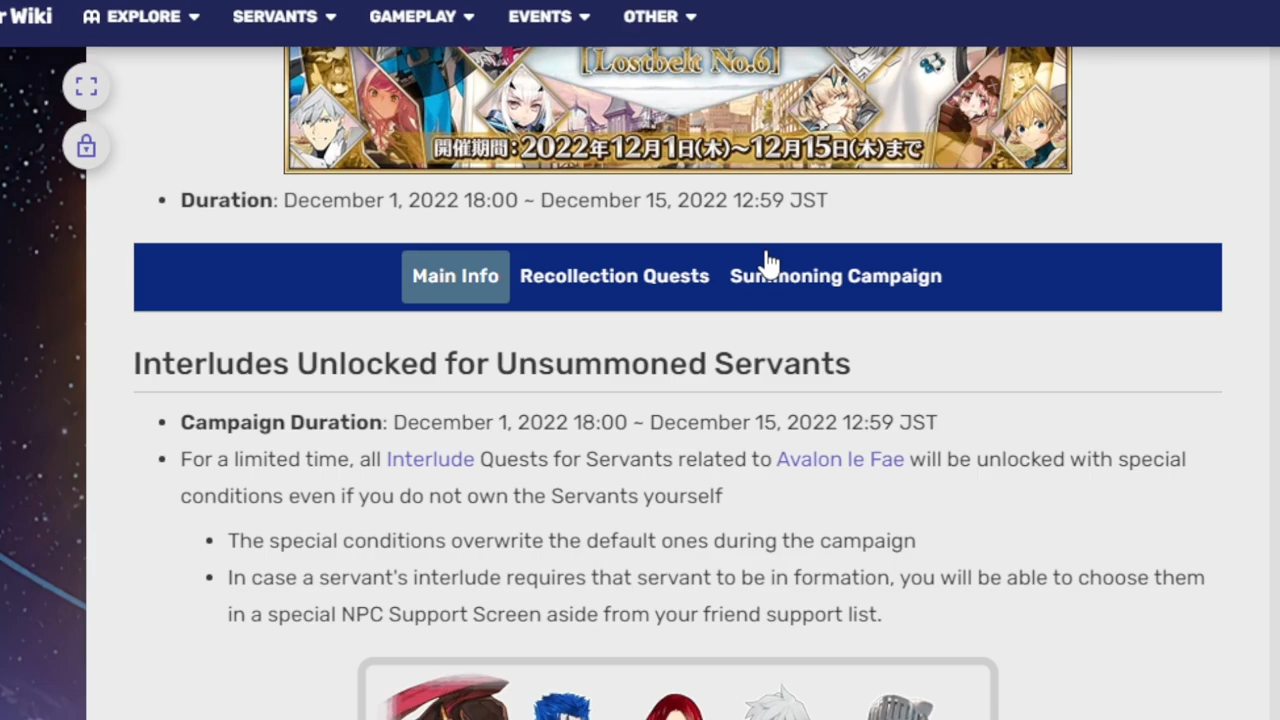 r Wiki
EXPLORE
SERVANTS
GAMEPLAY
EVENTS
OTHER
[Lostbelt No.6]
開催期間:2022年12月1日(木)~12月15日(木)まで
• Duration: December 1, 2022 18:00 ~ December 15, 2022 12:59 JST
Main Info
Recollection Quests
Summoning Campaign
Interludes Unlocked for Unsummoned Servants
• Campaign Duration: December 1, 2022 18:00 ~ December 15, 2022 12:59 JST
• For a limited time, all Interlude Quests for Servants related to Avalon le Fae will be unlocked with special
conditions even if you do not own the Servants yourself
• The special conditions overwrite the default ones during the campaign
• In case a servant's interlude requires that servant to be in formation, you will be able to choose them
in a special NPC Support Screen aside from your friend support list.